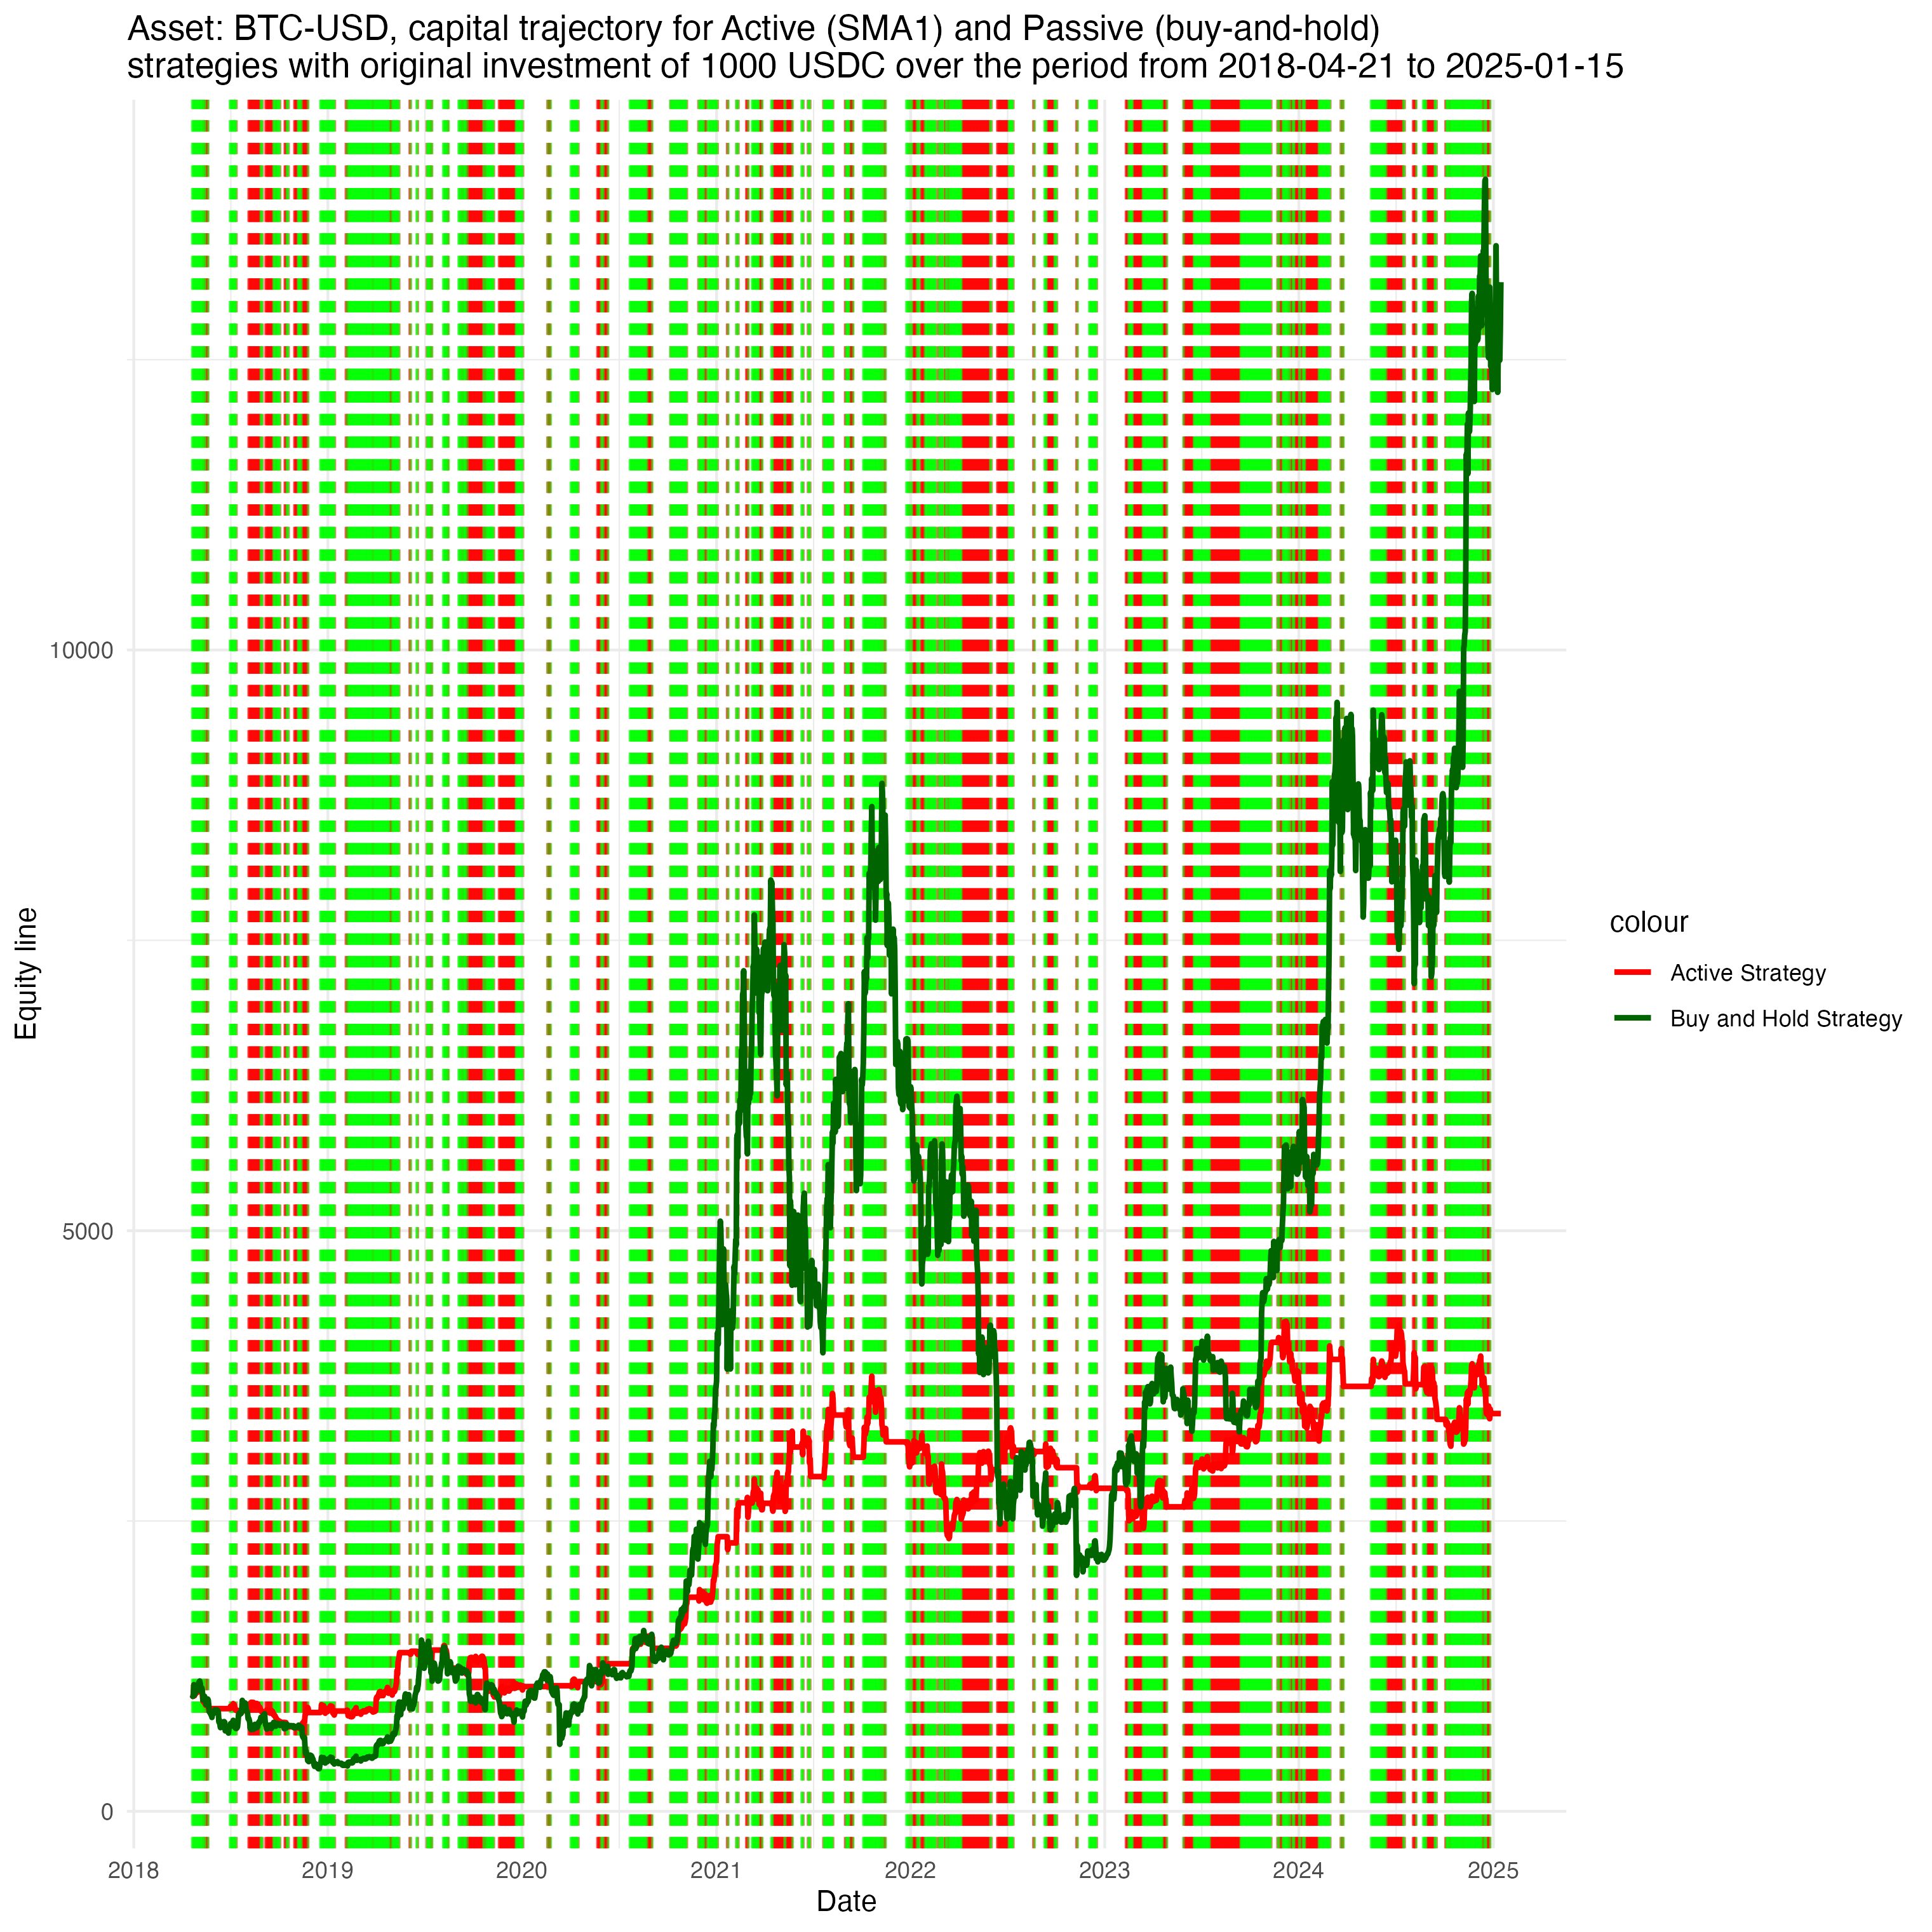 Asset: BTC-USD, capital trajectory for Active (SMA1) and Passive (buy-and-hold)
strategies with original investment of 1000 USDC over the period from 2018-04-21 to 2025-01-15
Equity line
10000
5000
0
2018 2019 2020 2021 2022 2023 2024 2025
Date
colour
Active Strategy
Buy and Hold Strategy